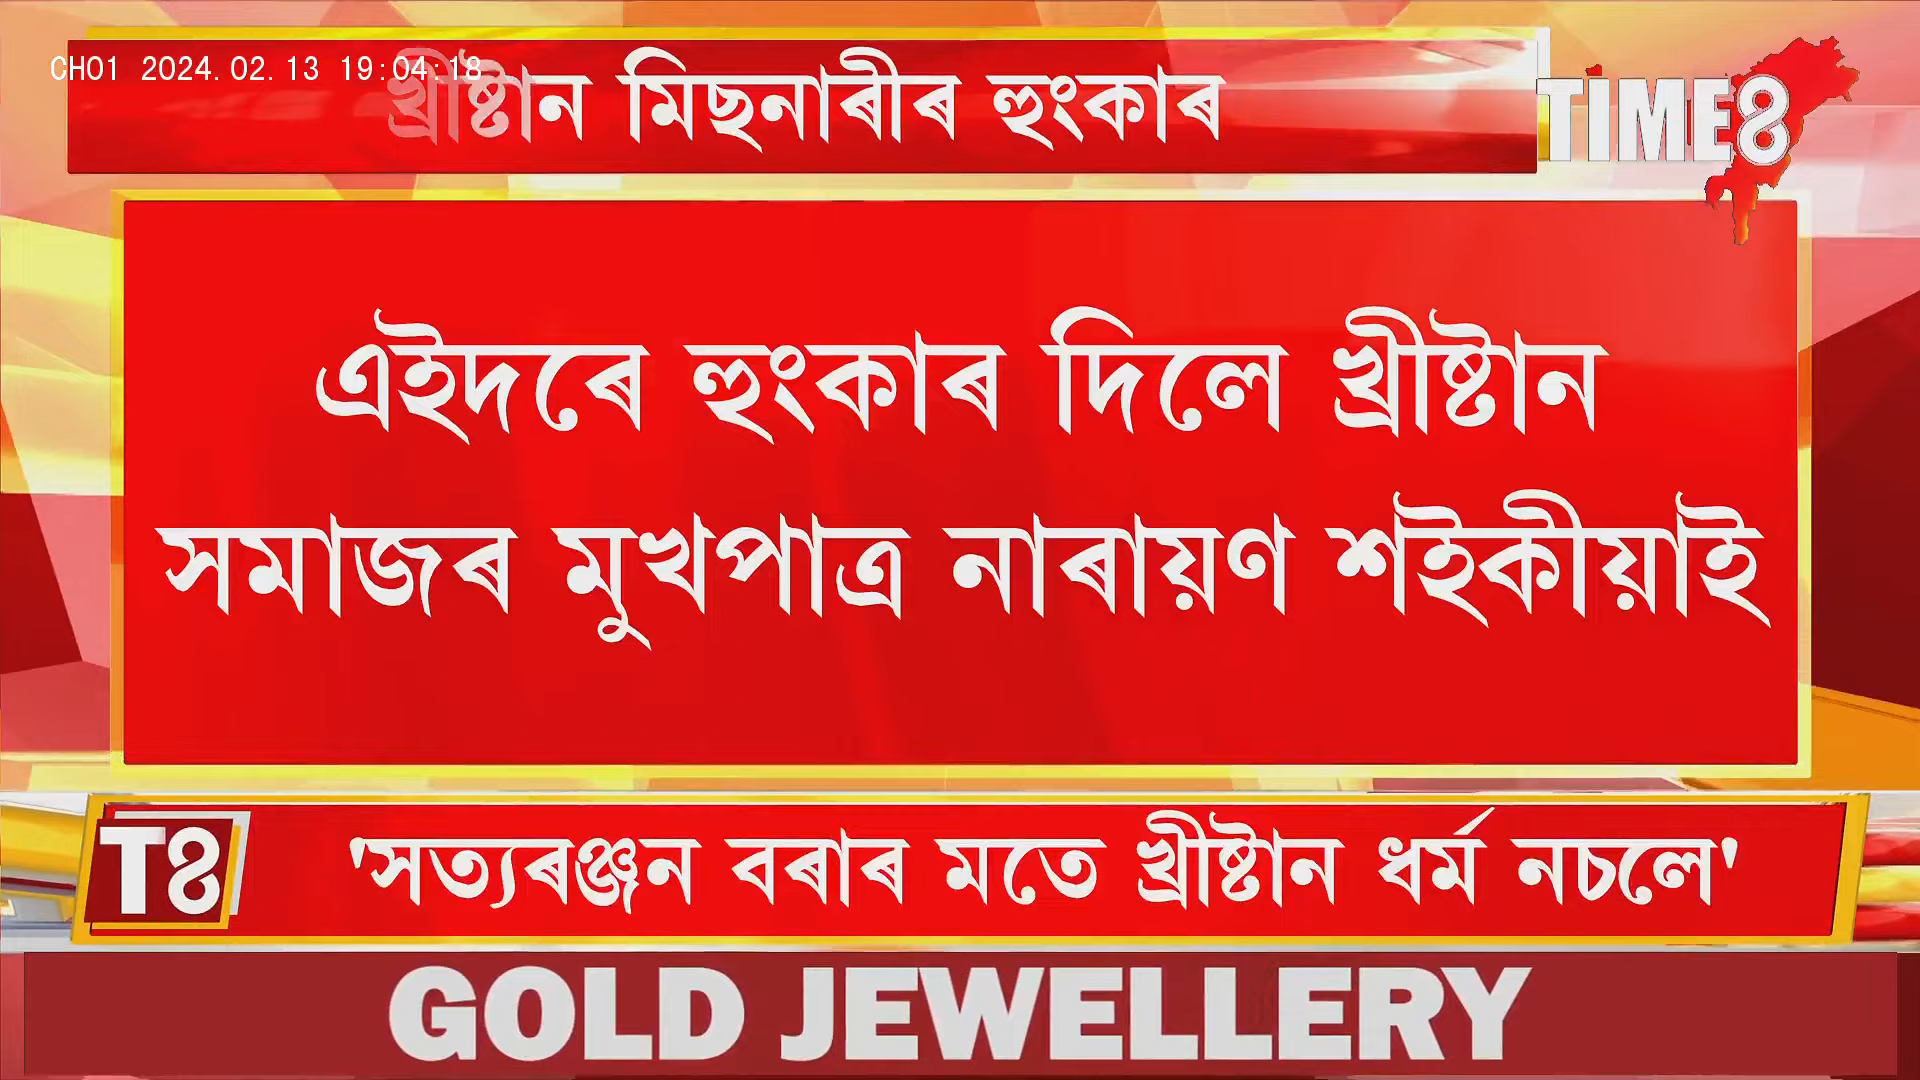 CH01 2024.02.13 19:04:18
খ্ৰীষ্টান মিছনাৰীৰ হুংকাৰ
TIME8
এইদৰে হুংকাৰ দিলে খ্ৰীষ্টান
সমাজৰ মুখপাত্ৰ নাৰায়ণ শইকীয়াই
T8
'সত্যৰঞ্জন বৰাৰ মতে খ্ৰীষ্টান ধৰ্ম নচলে'
GOLD JEWELLERY